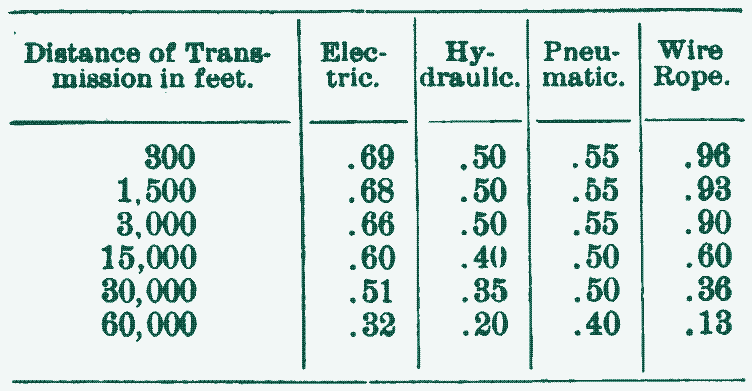 Distance of Trans- Elec- Hy- Pneu- Wire
mission in feet. tric. draulic. matic. Rope.
300 .69 .50 .55 .96
1,500 .68 .50 .55 .93
3,000 .66 .50 .55 .90
15,000 .60 .40 .50 .60
30,000 .51 .35 .50 .36
60,000 .32 .20 .40 .13